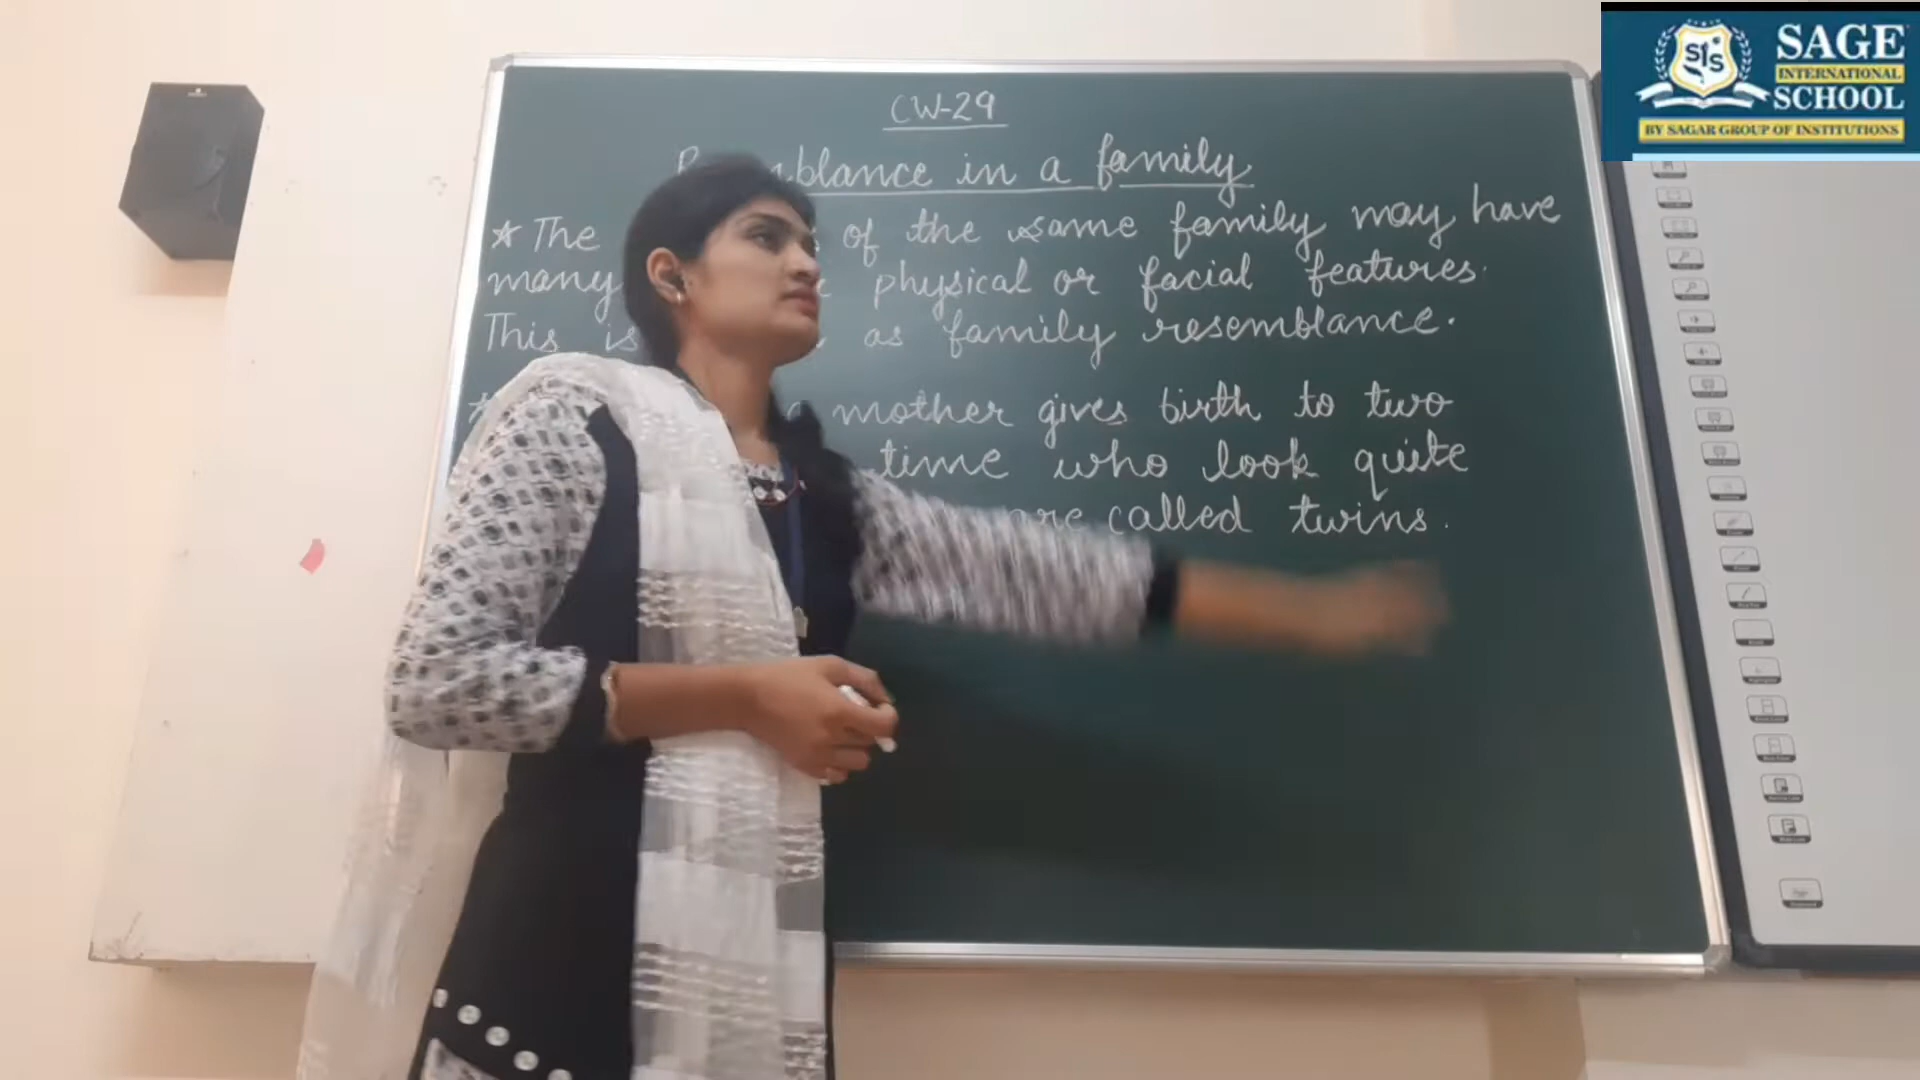 CW-29
blance in a family
* The of the same family may have
many physical or facial features.
This is as family resemblance.
a mother gives birth to two
time who look quite
are called twins.
SIS
SAGE
INTERNATIONAL
SCHOOL
BY SAGAR GROUP OF INSTITUTIONS